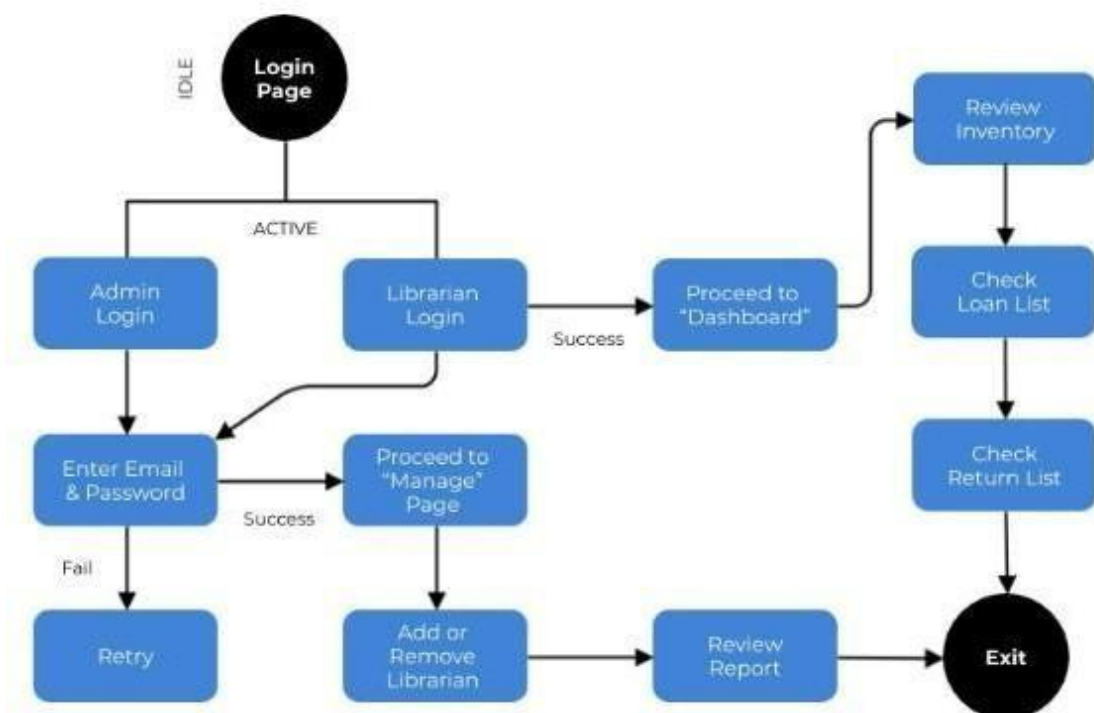 IDLE
Login
Page
ACTIVE
Admin
Login
Librarian
Login
Success
Proceed to
“Dashboard”
Review
Inventory
Check
Loan List
Check
Return List
Enter Email
& Password
Success
Proceed to
“Manage”
Page
Fail
Retry
Add or
Remove
Librarian
Review
Report
Exit